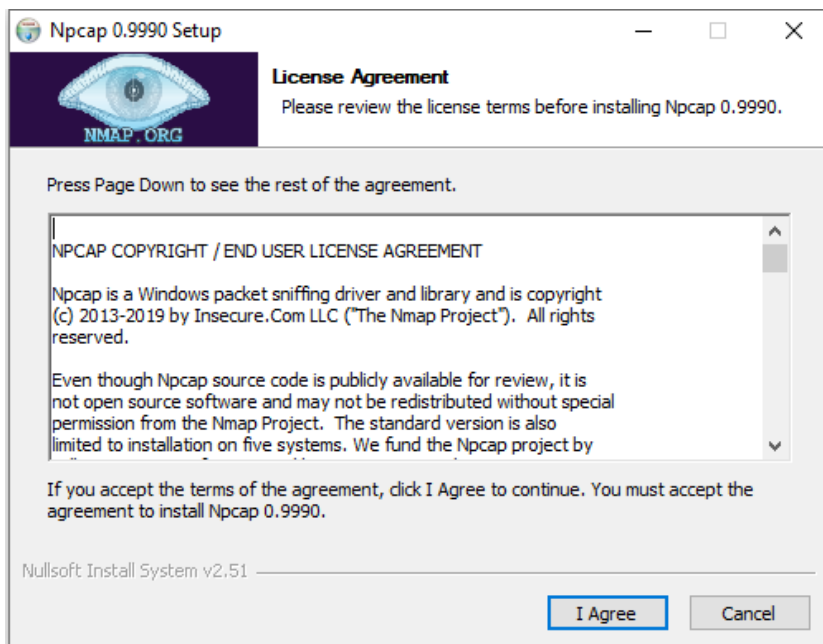 Npcap 0.9990 Setup
NMAP.ORG
License Agreement
Please review the license terms before installing Npcap 0.9990.
Press Page Down to see the rest of the agreement.
NPCAP COPYRIGHT / END USER LICENSE AGREEMENT
Npcap is a Windows packet sniffing driver and library and is copyright
(c) 2013-2019 by Insecure.Com LLC ("The Nmap Project").  All rights
reserved.
Even though Npcap source code is publicly available for review, it is
not open source software and may not be redistributed without special
permission from the Nmap Project.  The standard version is also
limited to installation on five systems. We fund the Npcap project by
If you accept the terms of the agreement, click I Agree to continue. You must accept the
agreement to install Npcap 0.9990.
Nullsoft Install System v2.51
I Agree
Cancel